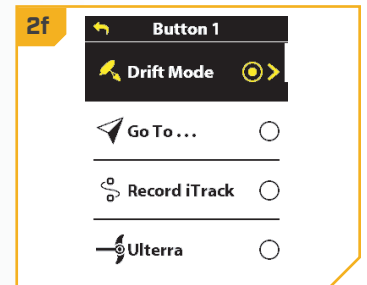 2f
Button 1
Drift Mode
Go To...
Record iTrack
Ulterra